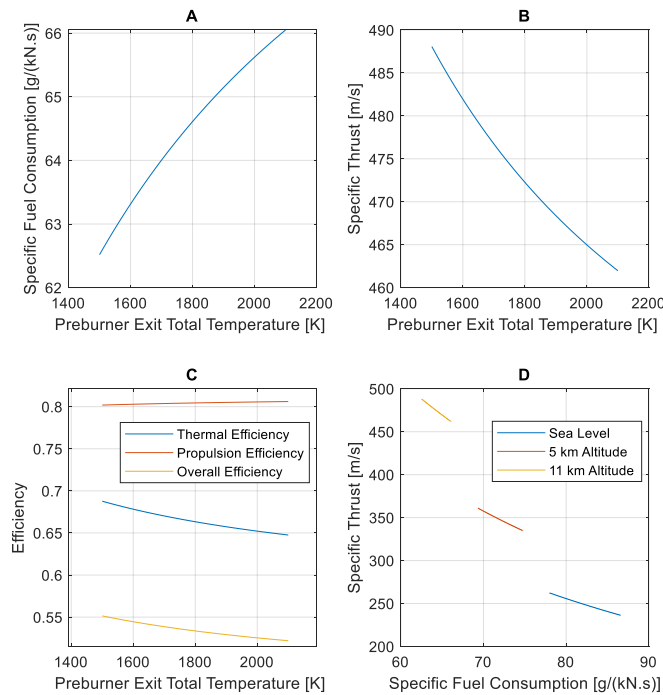 A
Specific Fuel Consumption [g/(kN.s)]
66
65
64
63
62
1400
1600
1800
2000
2200
Preburner Exit Total Temperature [K]
B
Specific Thrust [m/s]
490
485
480
475
470
465
460
1400
1600
1800
2000
2200
Preburner Exit Total Temperature [K]
C
Efficiency
0.8
0.75
0.7
0.65
0.6
0.55
1400
1600
1800
2000
Preburner Exit Total Temperature [K]
Thermal Efficiency
Propulsion Efficiency
Overall Efficiency
D
Specific Thrust [m/s]
500
450
400
350
300
250
200
60
70
80
90
Specific Fuel Consumption [g/(kN.s)]
Sea Level
5 km Altitude
11 km Altitude